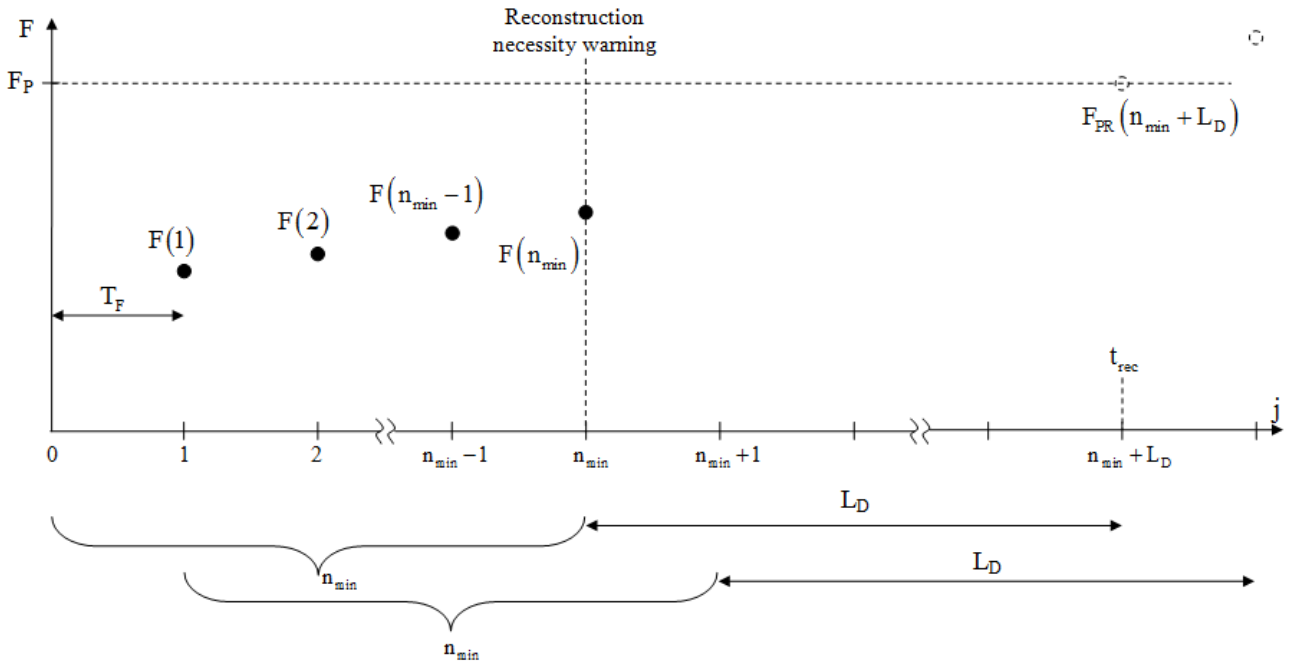 Reconstruction
necessity warning
F
F_P
F_PR(n_min + L_D)
F(n_min − 1)
F(2)
F(1)
F(n_min)
T_F
t_rec
j
0
1
2
n_min−1
n_min
n_min+1
n_min+L_D
L_D
L_D
n_min
n_min